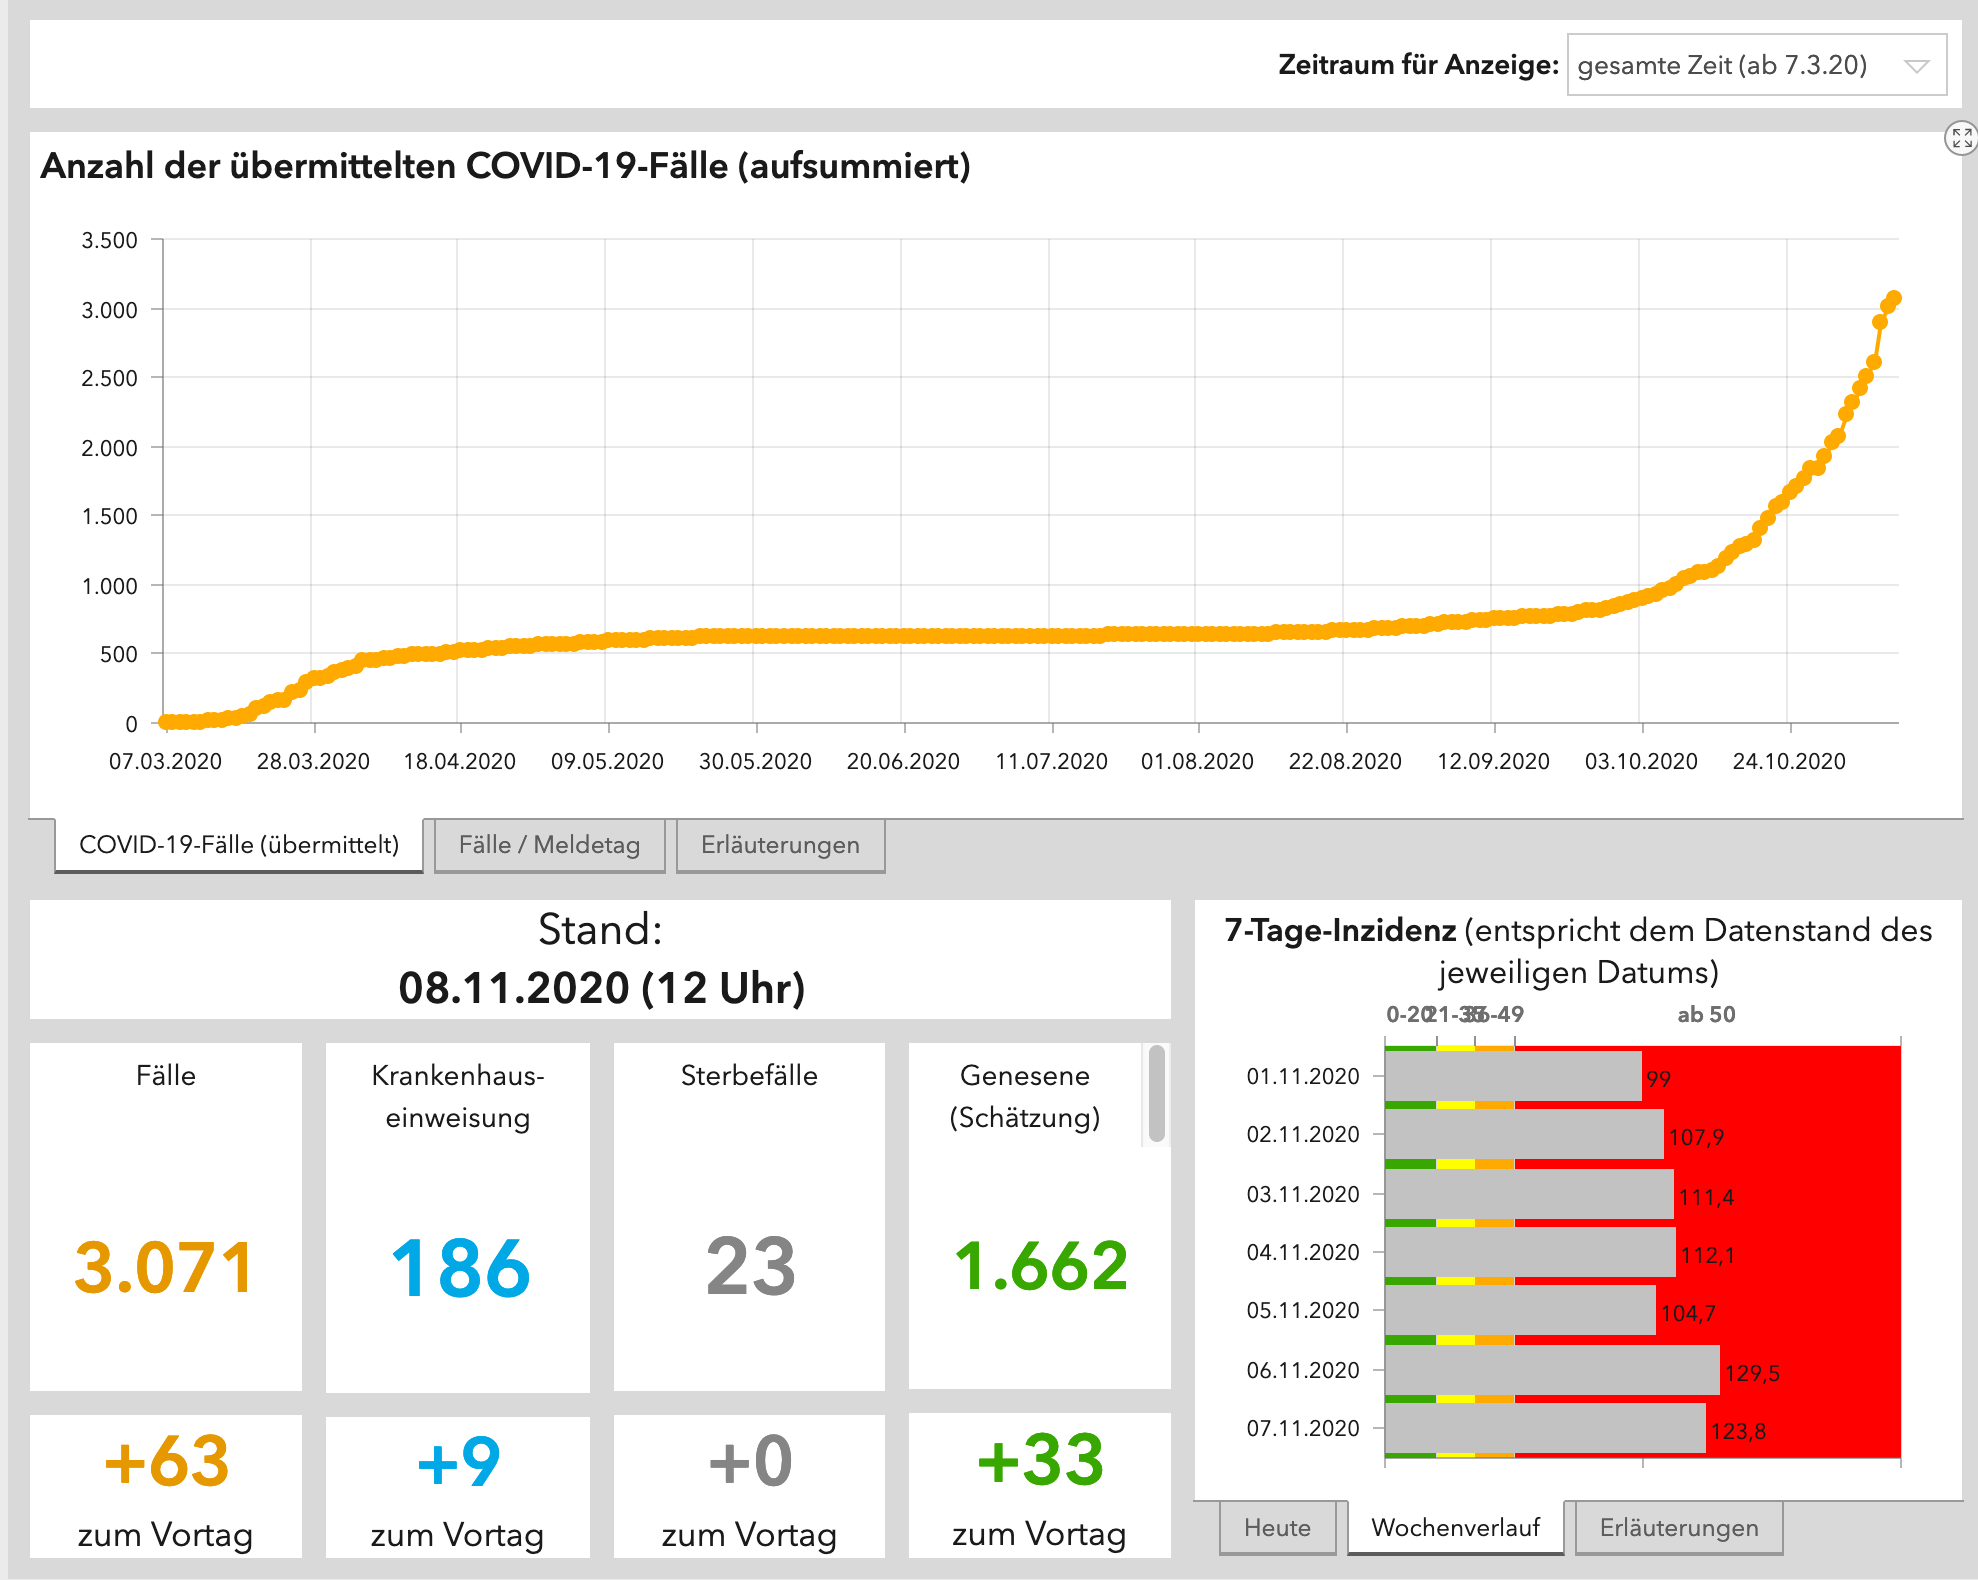 Zeitraum für Anzeige: gesamte Zeit (ab 7.3.20)
Anzahl der übermittelten COVID-19-Fälle (aufsummiert)
3.500
3.000
2.500
2.000
1.500
1.000
500
0
07.03.2020 28.03.2020 18.04.2020 09.05.2020 30.05.2020 20.06.2020 11.07.2020 01.08.2020 22.08.2020 12.09.2020 03.10.2020 24.10.2020
COVID-19-Fälle (übermittelt) Fälle / Meldetag Erläuterungen
Stand:
08.11.2020 (12 Uhr)
Fälle
3.071
+63
zum Vortag
Krankenhaus-
einweisung
186
+9
zum Vortag
Sterbefälle
23
+0
zum Vortag
Genesene
(Schätzung)
1.662
+33
zum Vortag
7-Tage-Inzidenz (entspricht dem Datenstand des
jeweiligen Datums)
0-20 21-35 36-49 ab 50
01.11.2020 99
02.11.2020 107,9
03.11.2020 111,4
04.11.2020 112,1
05.11.2020 104,7
06.11.2020 129,5
07.11.2020 123,8
Heute Wochenverlauf Erläuterungen